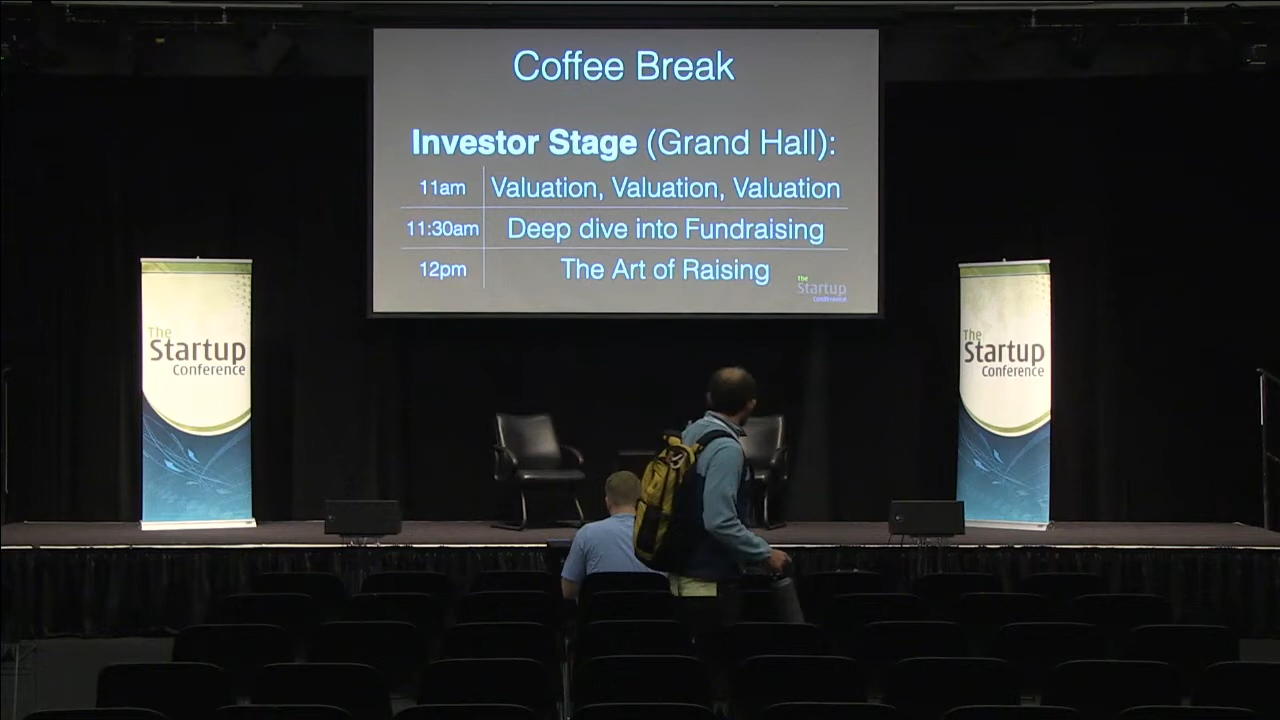 Coffee Break
Investor Stage (Grand Hall):
11am Valuation, Valuation, Valuation
11:30am Deep dive into Fundraising
12pm The Art of Raising
The
Startup
Conference
The
Startup
Conference
The
Startup
Conference